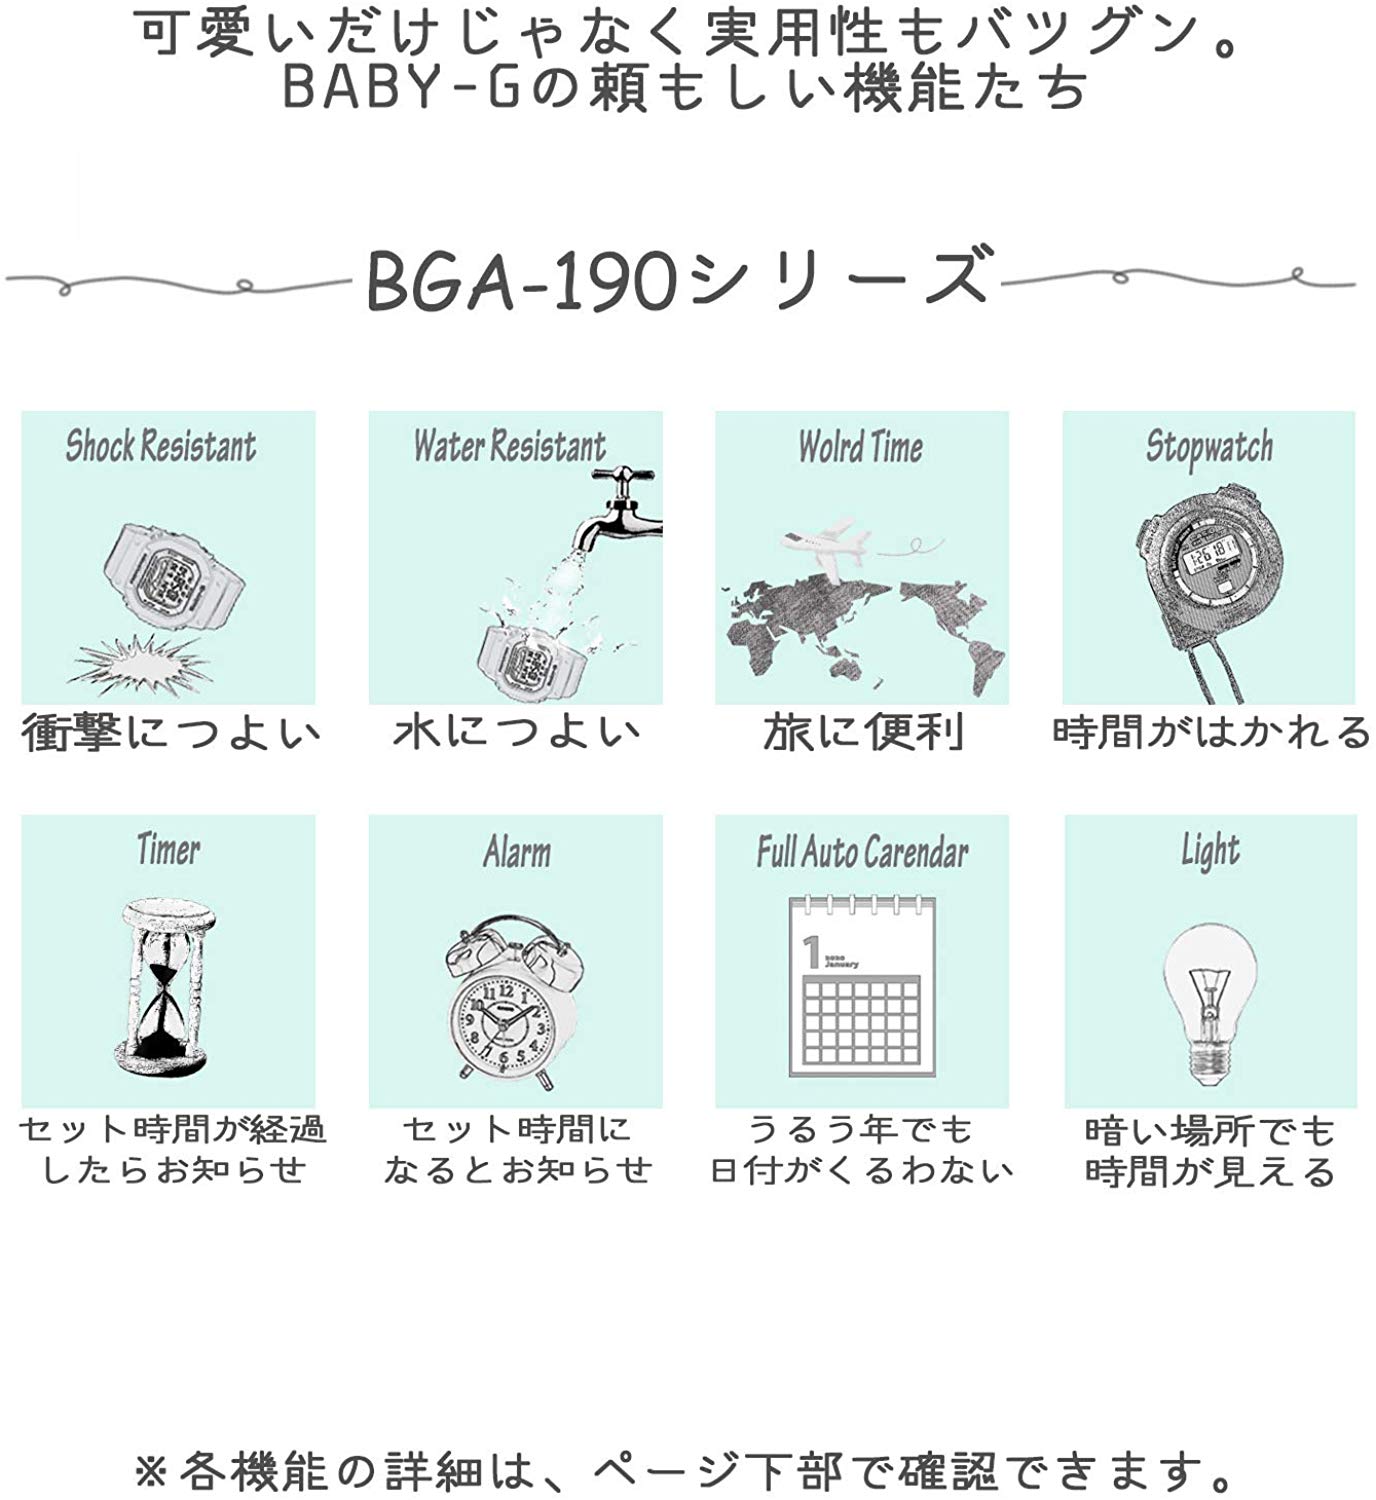 可愛いだけじゃなく実用性もバツグン。
BABY-Gの頼もしい機能たち
BGA-190シリーズ
Shock Resistant
Water Resistant
Wolrd Time
Stopwatch
衝撃につよい
水につよい
旅に便利
時間がはかれる
Timer
Alarm
Full Auto Carendar
Light
1
January
セット時間が経過
したらお知らせ
セット時間に
なるとお知らせ
うるう年でも
日付がくるわない
暗い場所でも
時間が見える
※各機能の詳細は、ページ下部で確認できます。